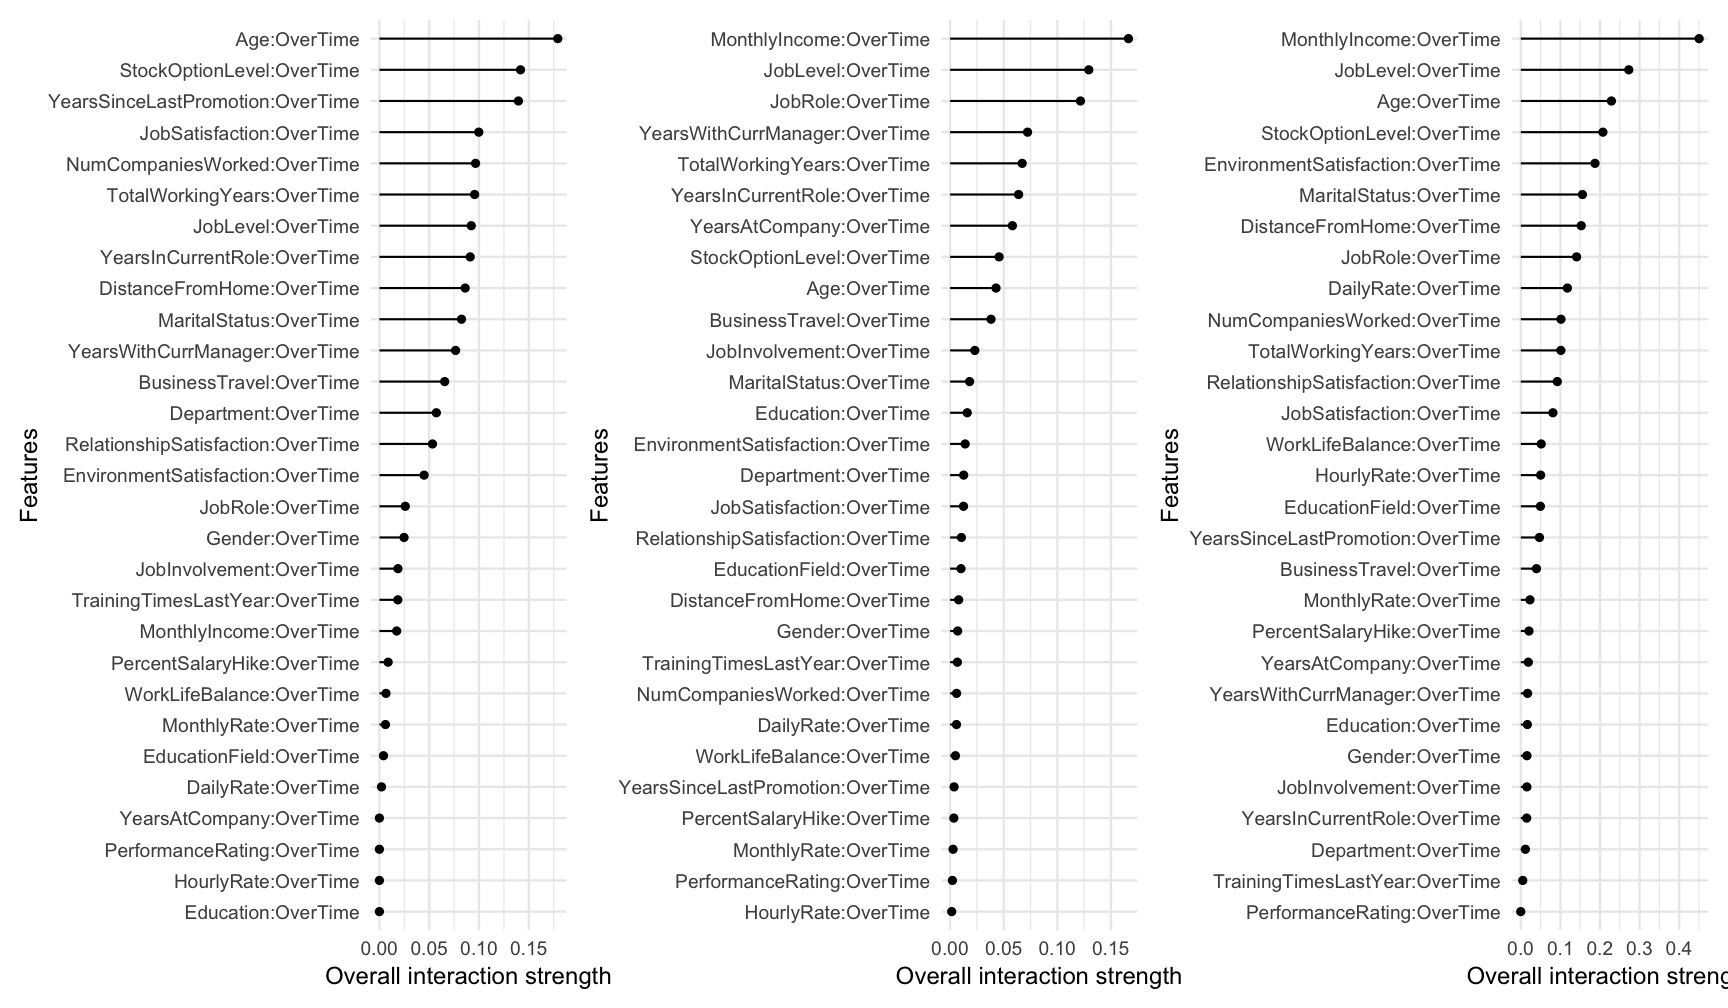 Features
Age:OverTime
StockOptionLevel:OverTime
YearsSinceLastPromotion:OverTime
JobSatisfaction:OverTime
NumCompaniesWorked:OverTime
TotalWorkingYears:OverTime
JobLevel:OverTime
YearsInCurrentRole:OverTime
DistanceFromHome:OverTime
MaritalStatus:OverTime
YearsWithCurrManager:OverTime
BusinessTravel:OverTime
Department:OverTime
RelationshipSatisfaction:OverTime
EnvironmentSatisfaction:OverTime
JobRole:OverTime
Gender:OverTime
JobInvolvement:OverTime
TrainingTimesLastYear:OverTime
MonthlyIncome:OverTime
PercentSalaryHike:OverTime
WorkLifeBalance:OverTime
MonthlyRate:OverTime
EducationField:OverTime
DailyRate:OverTime
YearsAtCompany:OverTime
PerformanceRating:OverTime
HourlyRate:OverTime
Education:OverTime
0.00 0.05 0.10 0.15
Overall interaction strength
Features
MonthlyIncome:OverTime
JobLevel:OverTime
JobRole:OverTime
YearsWithCurrManager:OverTime
TotalWorkingYears:OverTime
YearsInCurrentRole:OverTime
YearsAtCompany:OverTime
StockOptionLevel:OverTime
Age:OverTime
BusinessTravel:OverTime
JobInvolvement:OverTime
MaritalStatus:OverTime
Education:OverTime
EnvironmentSatisfaction:OverTime
Department:OverTime
JobSatisfaction:OverTime
RelationshipSatisfaction:OverTime
EducationField:OverTime
DistanceFromHome:OverTime
Gender:OverTime
TrainingTimesLastYear:OverTime
NumCompaniesWorked:OverTime
DailyRate:OverTime
WorkLifeBalance:OverTime
YearsSinceLastPromotion:OverTime
PercentSalaryHike:OverTime
MonthlyRate:OverTime
PerformanceRating:OverTime
HourlyRate:OverTime
0.00 0.05 0.10 0.15
Overall interaction strength
Features
MonthlyIncome:OverTime
JobLevel:OverTime
Age:OverTime
StockOptionLevel:OverTime
EnvironmentSatisfaction:OverTime
MaritalStatus:OverTime
DistanceFromHome:OverTime
JobRole:OverTime
DailyRate:OverTime
NumCompaniesWorked:OverTime
TotalWorkingYears:OverTime
RelationshipSatisfaction:OverTime
JobSatisfaction:OverTime
WorkLifeBalance:OverTime
HourlyRate:OverTime
EducationField:OverTime
YearsSinceLastPromotion:OverTime
BusinessTravel:OverTime
MonthlyRate:OverTime
PercentSalaryHike:OverTime
YearsAtCompany:OverTime
YearsWithCurrManager:OverTime
Education:OverTime
Gender:OverTime
JobInvolvement:OverTime
YearsInCurrentRole:OverTime
Department:OverTime
TrainingTimesLastYear:OverTime
PerformanceRating:OverTime
0.0 0.1 0.2 0.3 0.4
Overall interaction streng